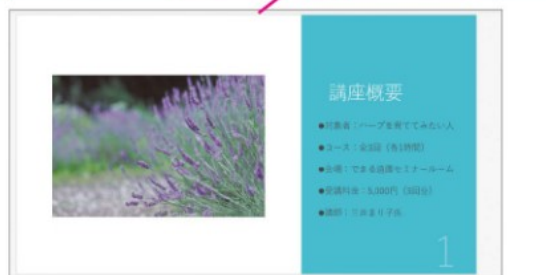 講座概要
●対象者：ハーブを育ててみたい人
●コース：全3回（各1時間）
●会場：できる造園セミナールーム
●受講料金：5,000円（3回分）
●講師：三井まり子氏
1